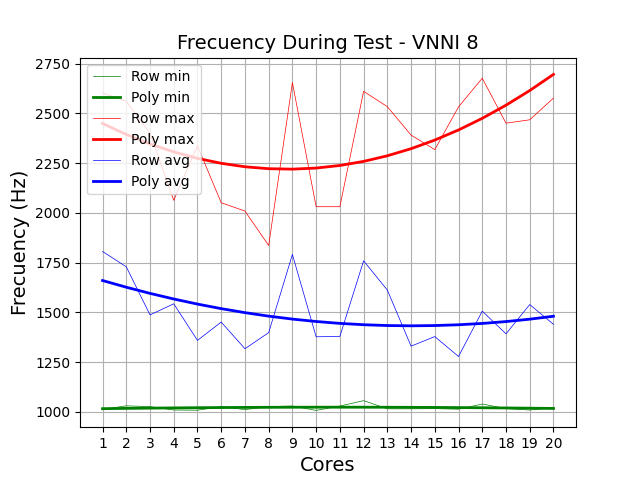 Frecuency During Test - VNNI 8
Frecuency (Hz)
2750
2500
2250
2000
1750
1500
1250
1000
Row min
Poly min
Row max
Poly max
Row avg
Poly avg
1 2 3 4 5 6 7 8 9 10 11 12 13 14 15 16 17 18 19 20
Cores